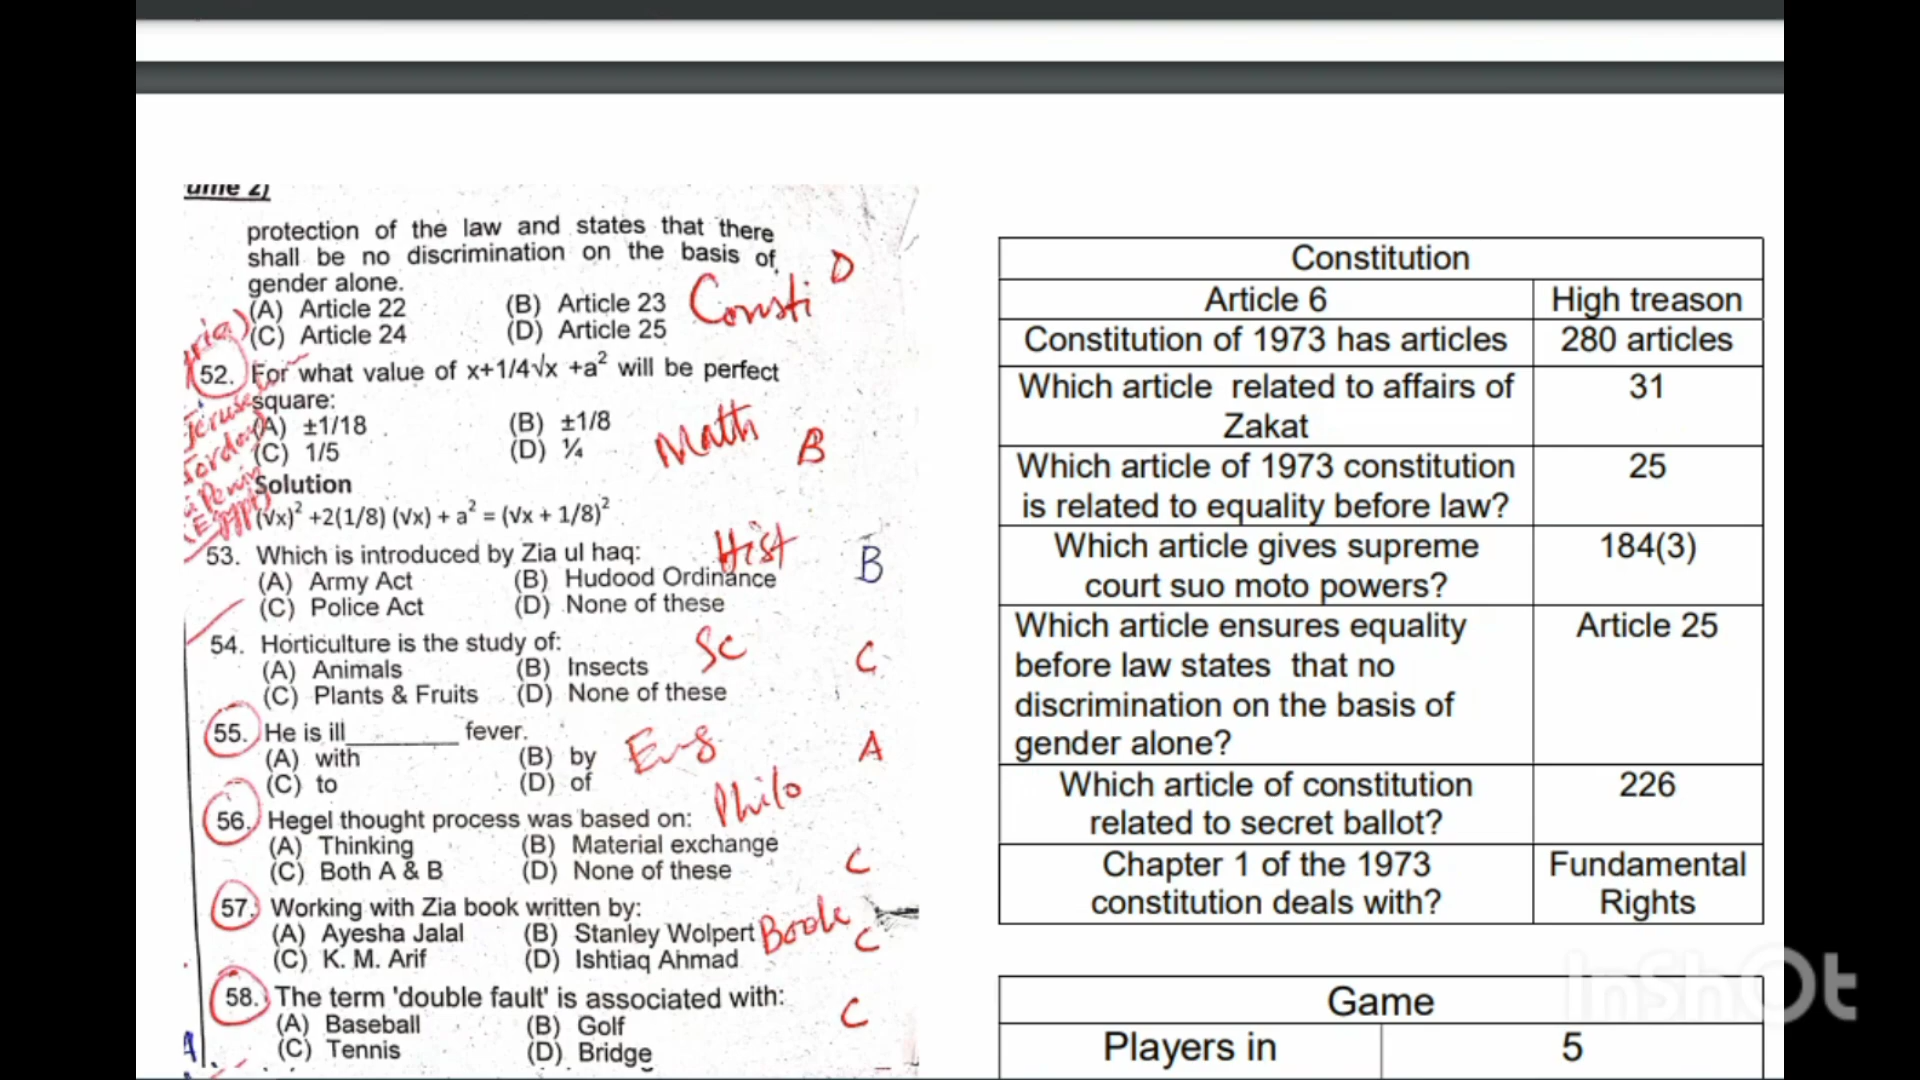 ume 2)
protection of the law and states that there
shall be no discrimination on the basis of
gender alone.
(A) Article 22 (B) Article 23
(C) Article 24 (D) Article 25
Consti D
52. For what value of x+1/4√x +a² will be perfect
square:
(A) ±1/18 (B) ±1/8
(C) 1/5 (D) ¼
Math B
Solution
(√x)² +2(1/8) (√x) + a² = (√x + 1/8)²
53. Which is introduced by Zia ul haq:
(A) Army Act (B) Hudood Ordinance
(C) Police Act (D) None of these
Hist B
54. Horticulture is the study of:
(A) Animals (B) Insects
(C) Plants & Fruits (D) None of these
Sc C
55. He is ill________ fever.
(A) with (B) by
(C) to (D) of
Eng A
56. Hegel thought process was based on:
(A) Thinking (B) Material exchange
(C) Both A & B (D) None of these
Philo C
57. Working with Zia book written by:
(A) Ayesha Jalal (B) Stanley Wolpert
(C) K. M. Arif (D) Ishtiaq Ahmad
Book C
58. The term 'double fault' is associated with:
(A) Baseball (B) Golf
(C) Tennis (D) Bridge
C
Constitution
Article 6 High treason
Constitution of 1973 has articles 280 articles
Which article related to affairs of 31
Zakat
Which article of 1973 constitution 25
is related to equality before law?
Which article gives supreme 184(3)
court suo moto powers?
Which article ensures equality Article 25
before law states that no
discrimination on the basis of
gender alone?
Which article of constitution 226
related to secret ballot?
Chapter 1 of the 1973 Fundamental
constitution deals with? Rights
Game
Players in 5
InShOt